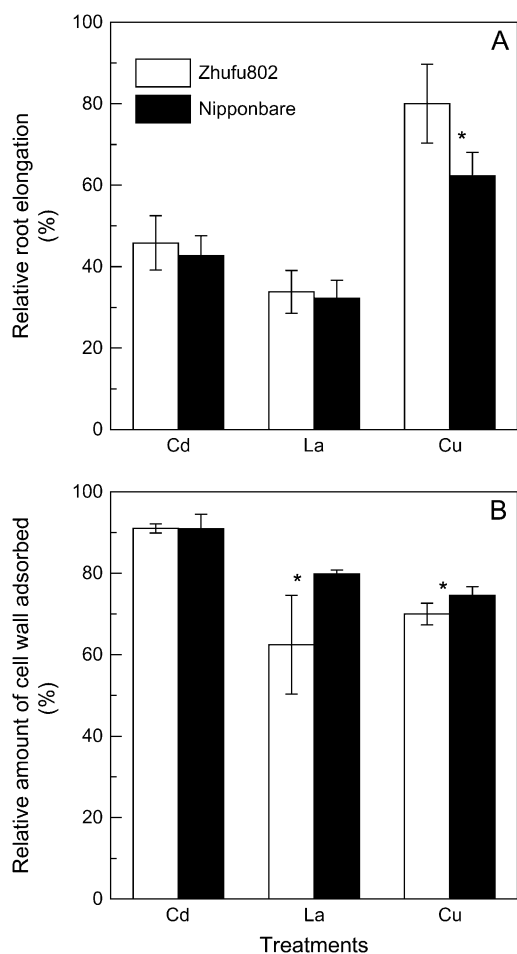 A
Zhufu802
Nipponbare
Relative root elongation
(%)
100
80
60
40
20
0
*
Cd La Cu
B
Relative amount of cell wall adsorbed
(%)
100
80
60
40
20
0
* *
Cd La Cu
Treatments